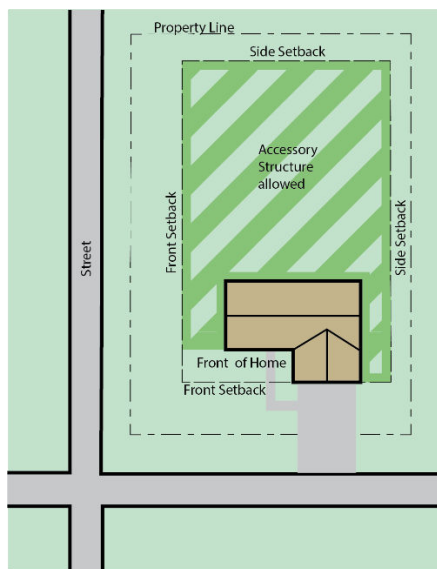 Property Line
Side Setback
Accessory
Structure
allowed
Front Setback
Side Setback
Street
Front of Home
Front Setback